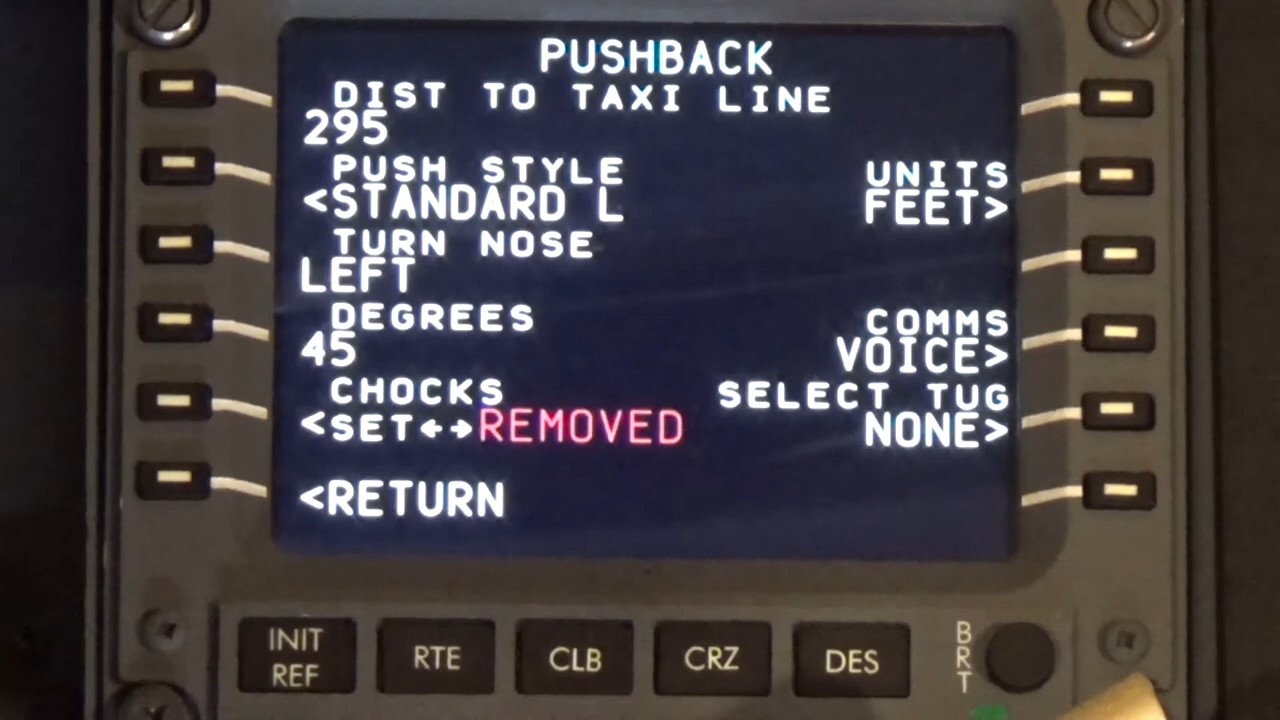 PUSHBACK
DIST TO TAXI LINE
295
PUSH STYLE UNITS
<STANDARD L FEET>
TURN NOSE
LEFT
DEGREES COMMS
45 VOICE>
CHOCKS SELECT TUG
<SET←→REMOVED NONE>
<RETURN
INIT REF RTE CLB CRZ DES BRT